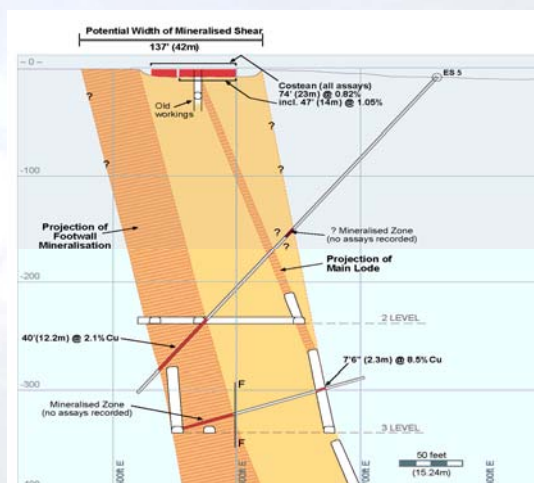 Potential Width of Mineralised Shear
137' (42m)
- 0 -
ES 5
Costean (all assays)
74' (23m) @ 0.82%
incl. 47' (14m) @ 1.05%
Old
workings
?
?
-100
?
?
?
?
? Mineralised Zone
(no assays recorded)
Projection of
Footwall
Mineralisation
Projection of
Main Lode
-200
2 LEVEL
40'(12.2m) @ 2.1% Cu
7'6" (2.3m) @ 8.5% Cu
-300
Mineralised Zone
(no assays recorded)
F
F
3 LEVEL
50 feet
(15.24m)